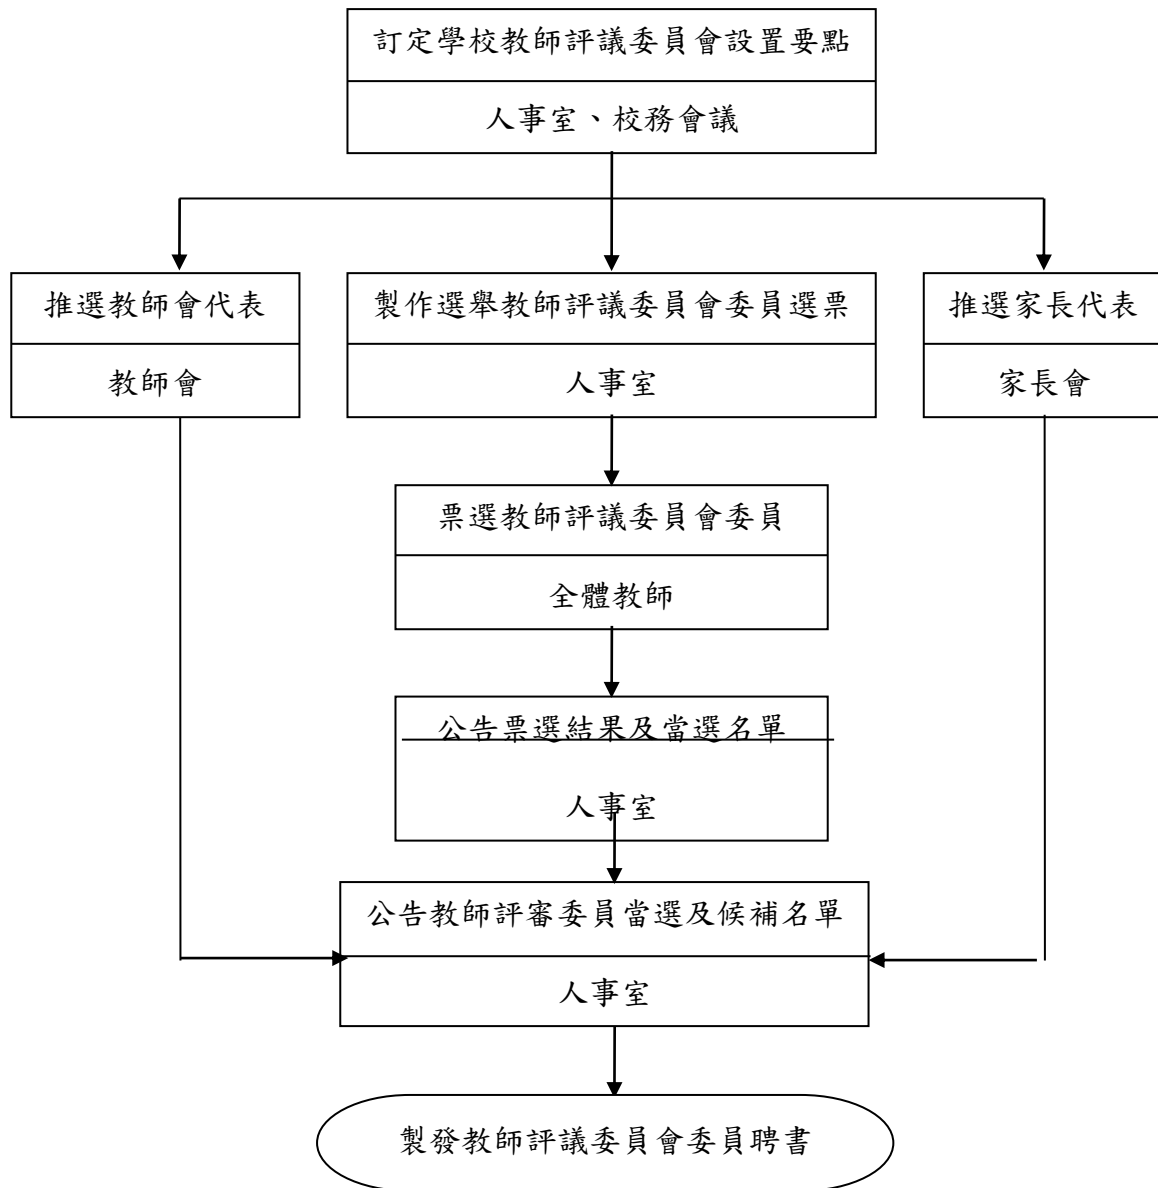 訂定學校教師評議委員會設置要點
人事室、校務會議
推選教師會代表
教師會
製作選舉教師評議委員會委員選票
人事室
推選家長代表
家長會
票選教師評議委員會委員
全體教師
公告票選結果及當選名單
人事室
公告教師評審委員當選及候補名單
人事室
製發教師評議委員會委員聘書